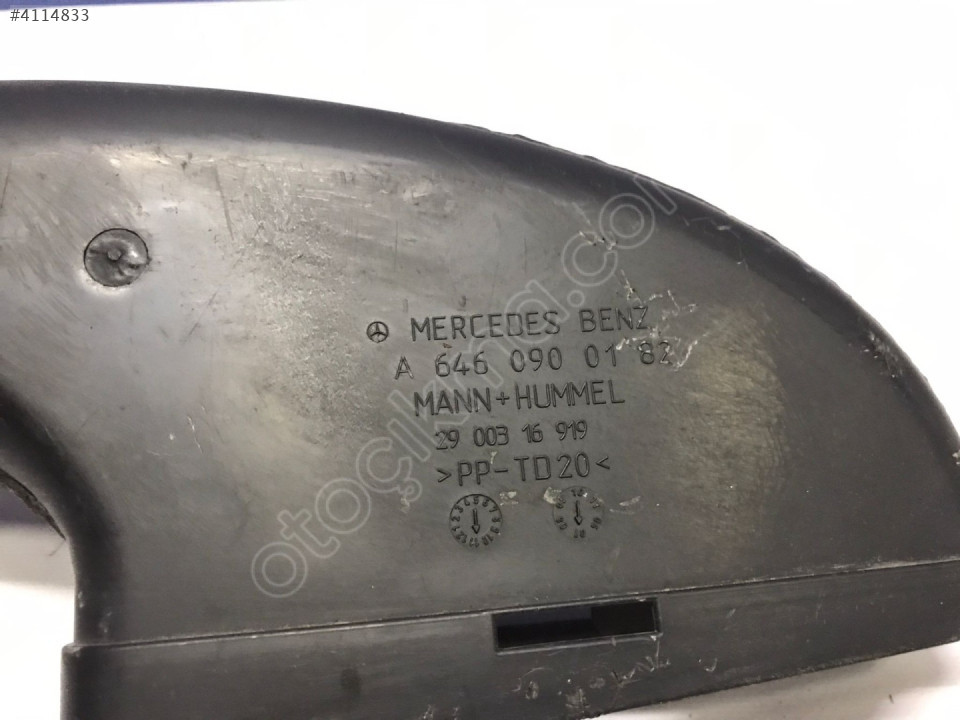 #4114833
MERCEDES BENZ
A 646 090 01 82
MANN+HUMMEL
29 003 16 919
>PP-TD20<
otoçıkma.com